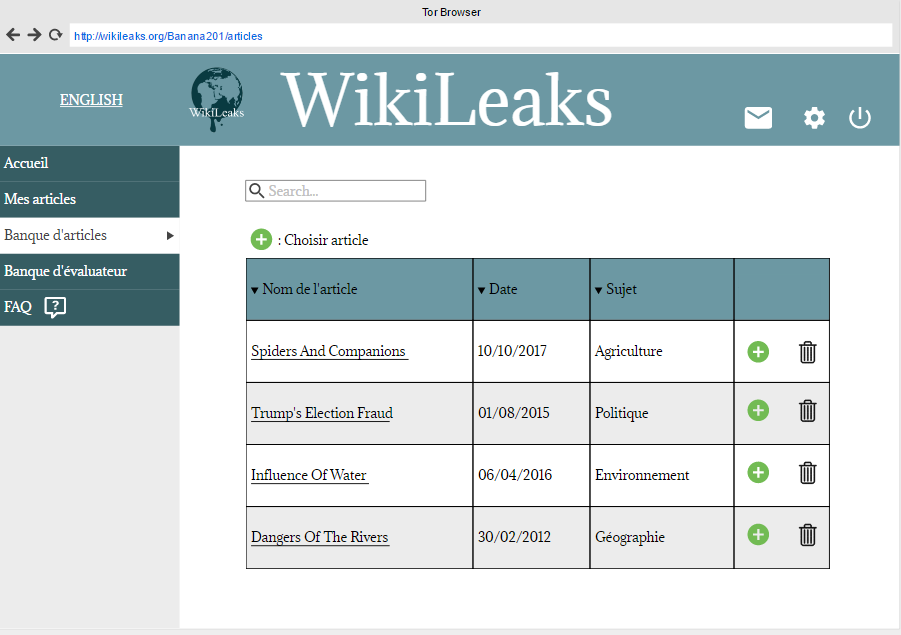 Tor Browser
http://wikileaks.org/Banana201/articles
ENGLISH
WikiLeaks
WikiLeaks
Accueil
Mes articles
Banque d'articles
Banque d'évaluateur
FAQ ?
Search...
: Choisir article
▼ Nom de l'article ▼ Date ▼ Sujet
Spiders And Companions 10/10/2017 Agriculture
Trump's Election Fraud 01/08/2015 Politique
Influence Of Water 06/04/2016 Environnement
Dangers Of The Rivers 30/02/2012 Géographie